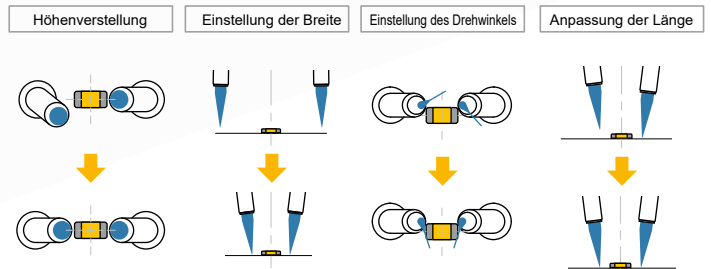 Höhenverstellung
Einstellung der Breite
Einstellung des Drehwinkels
Anpassung der Länge